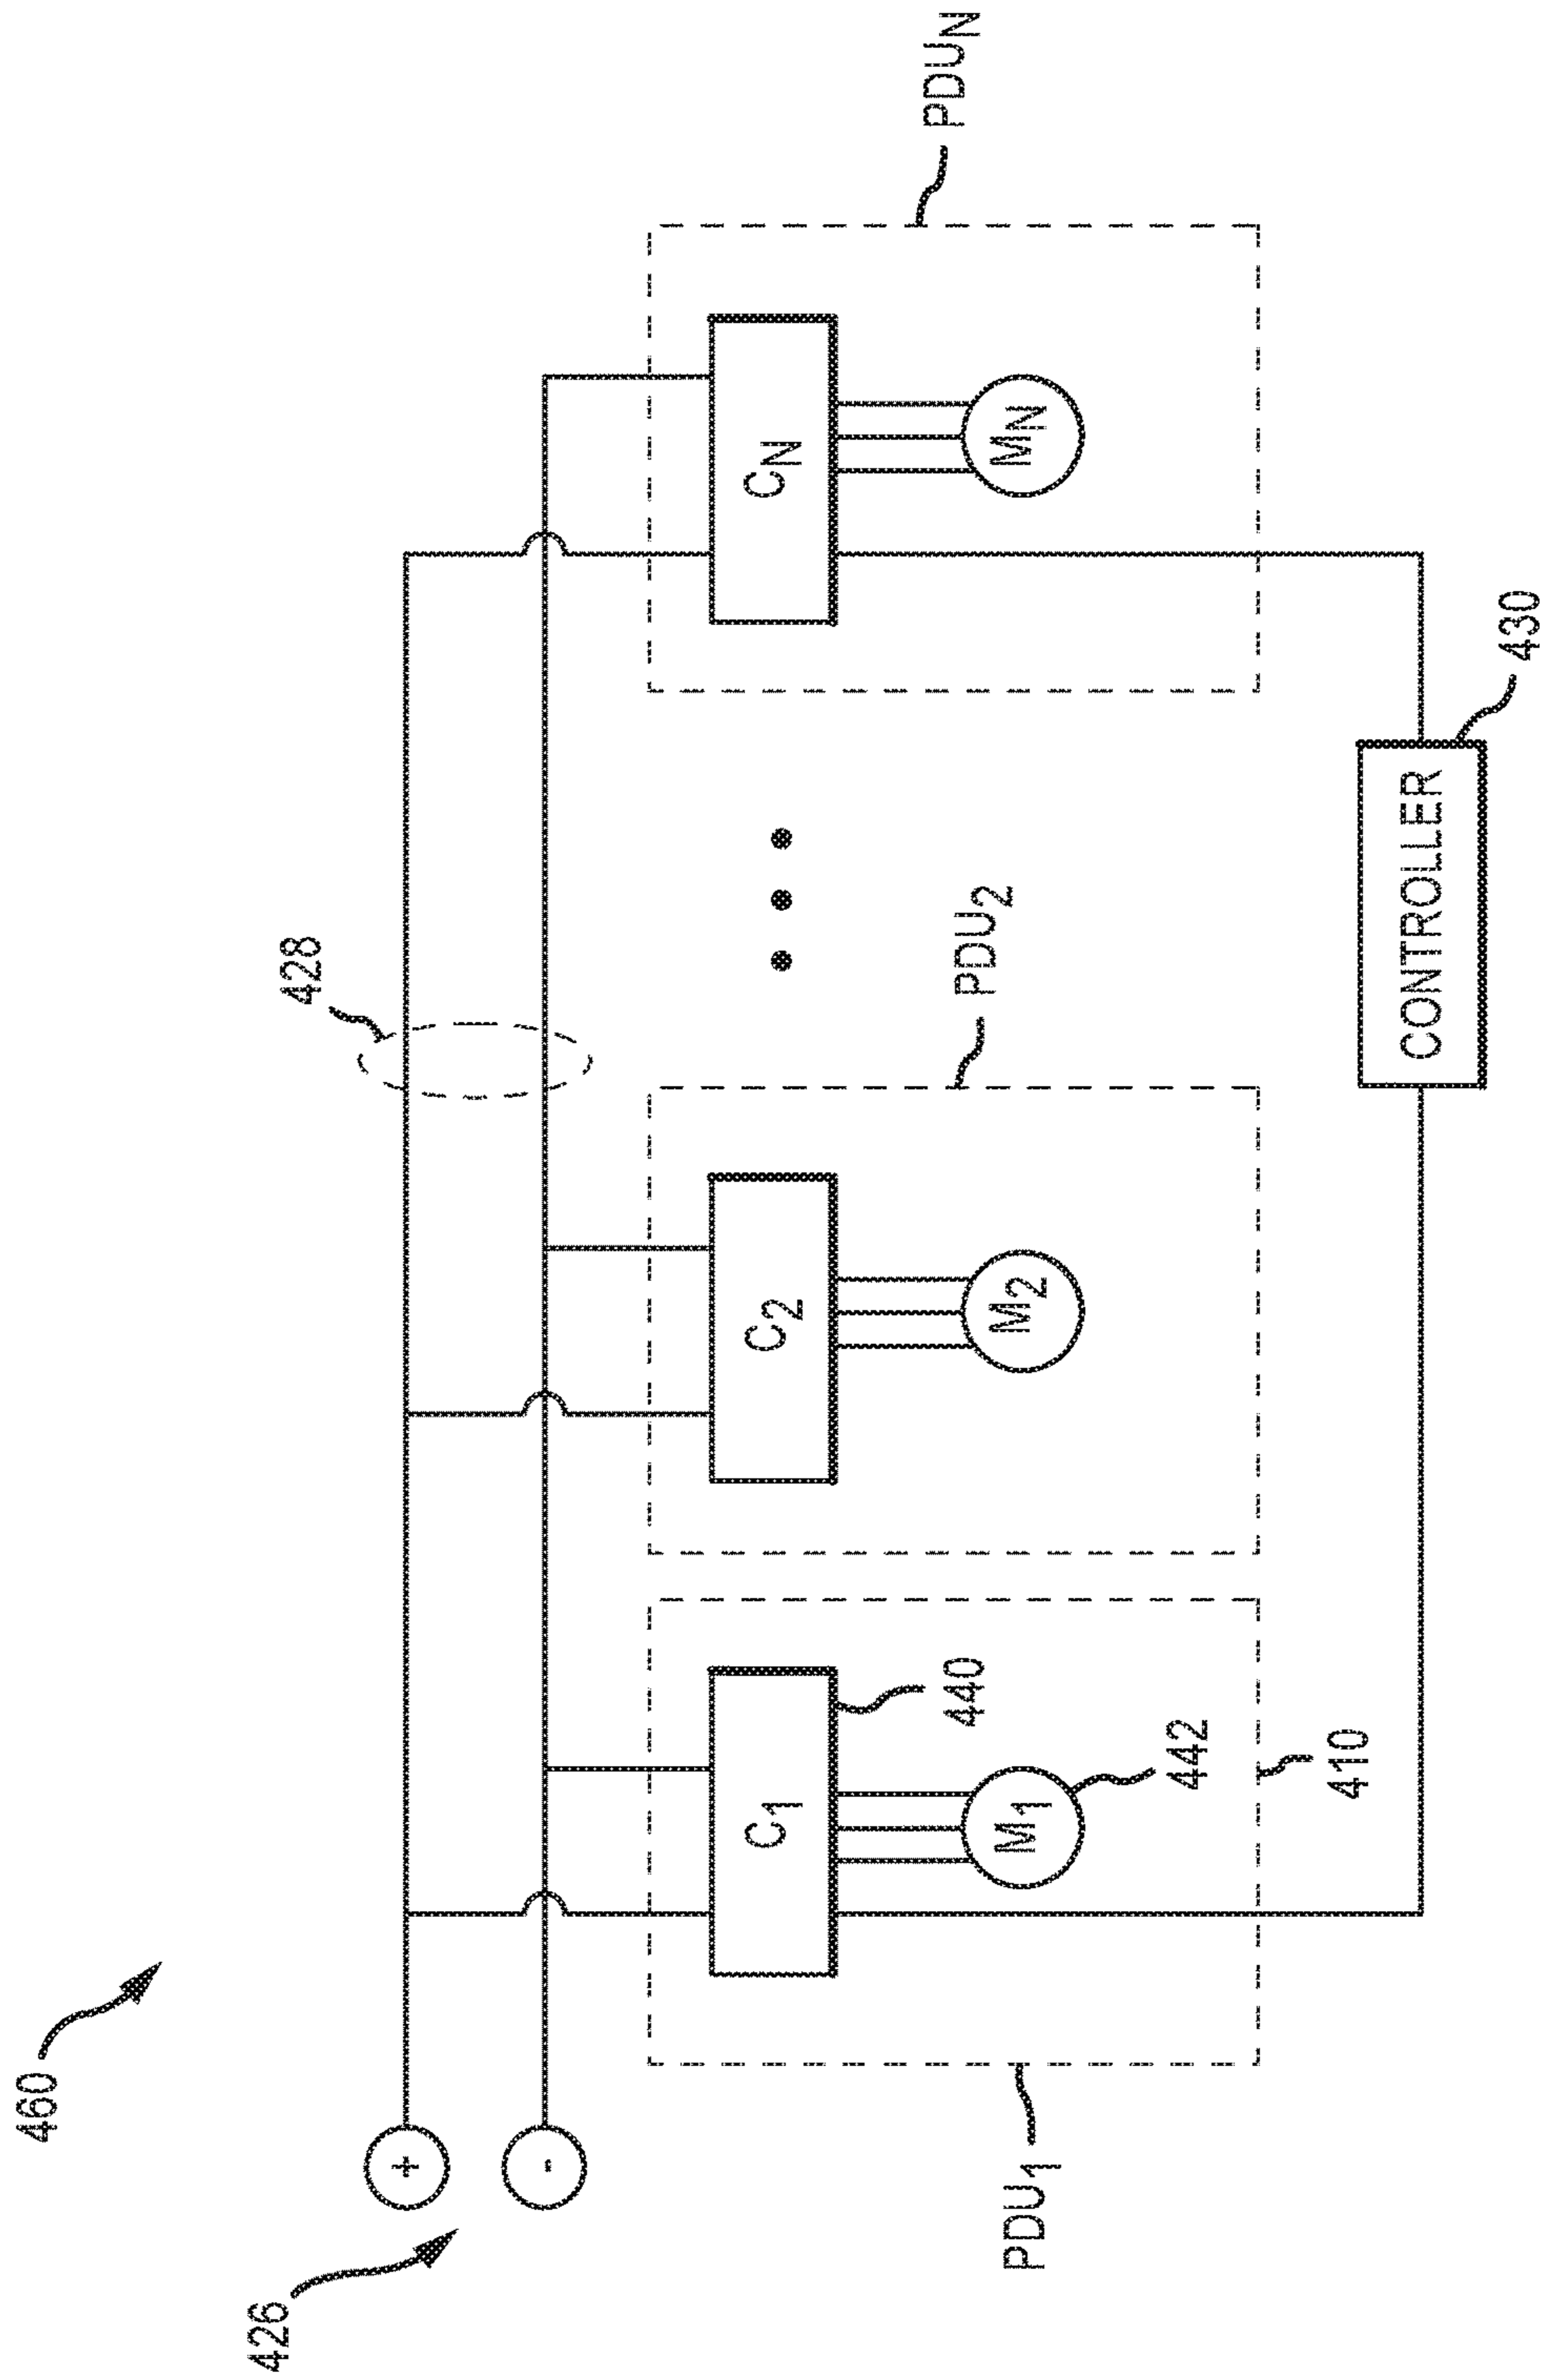 460
426
+
-
428
PDU1
PDU2
PDUN
C1
C2
CN
440
M1
M2
MN
442
410
CONTROLLER
430